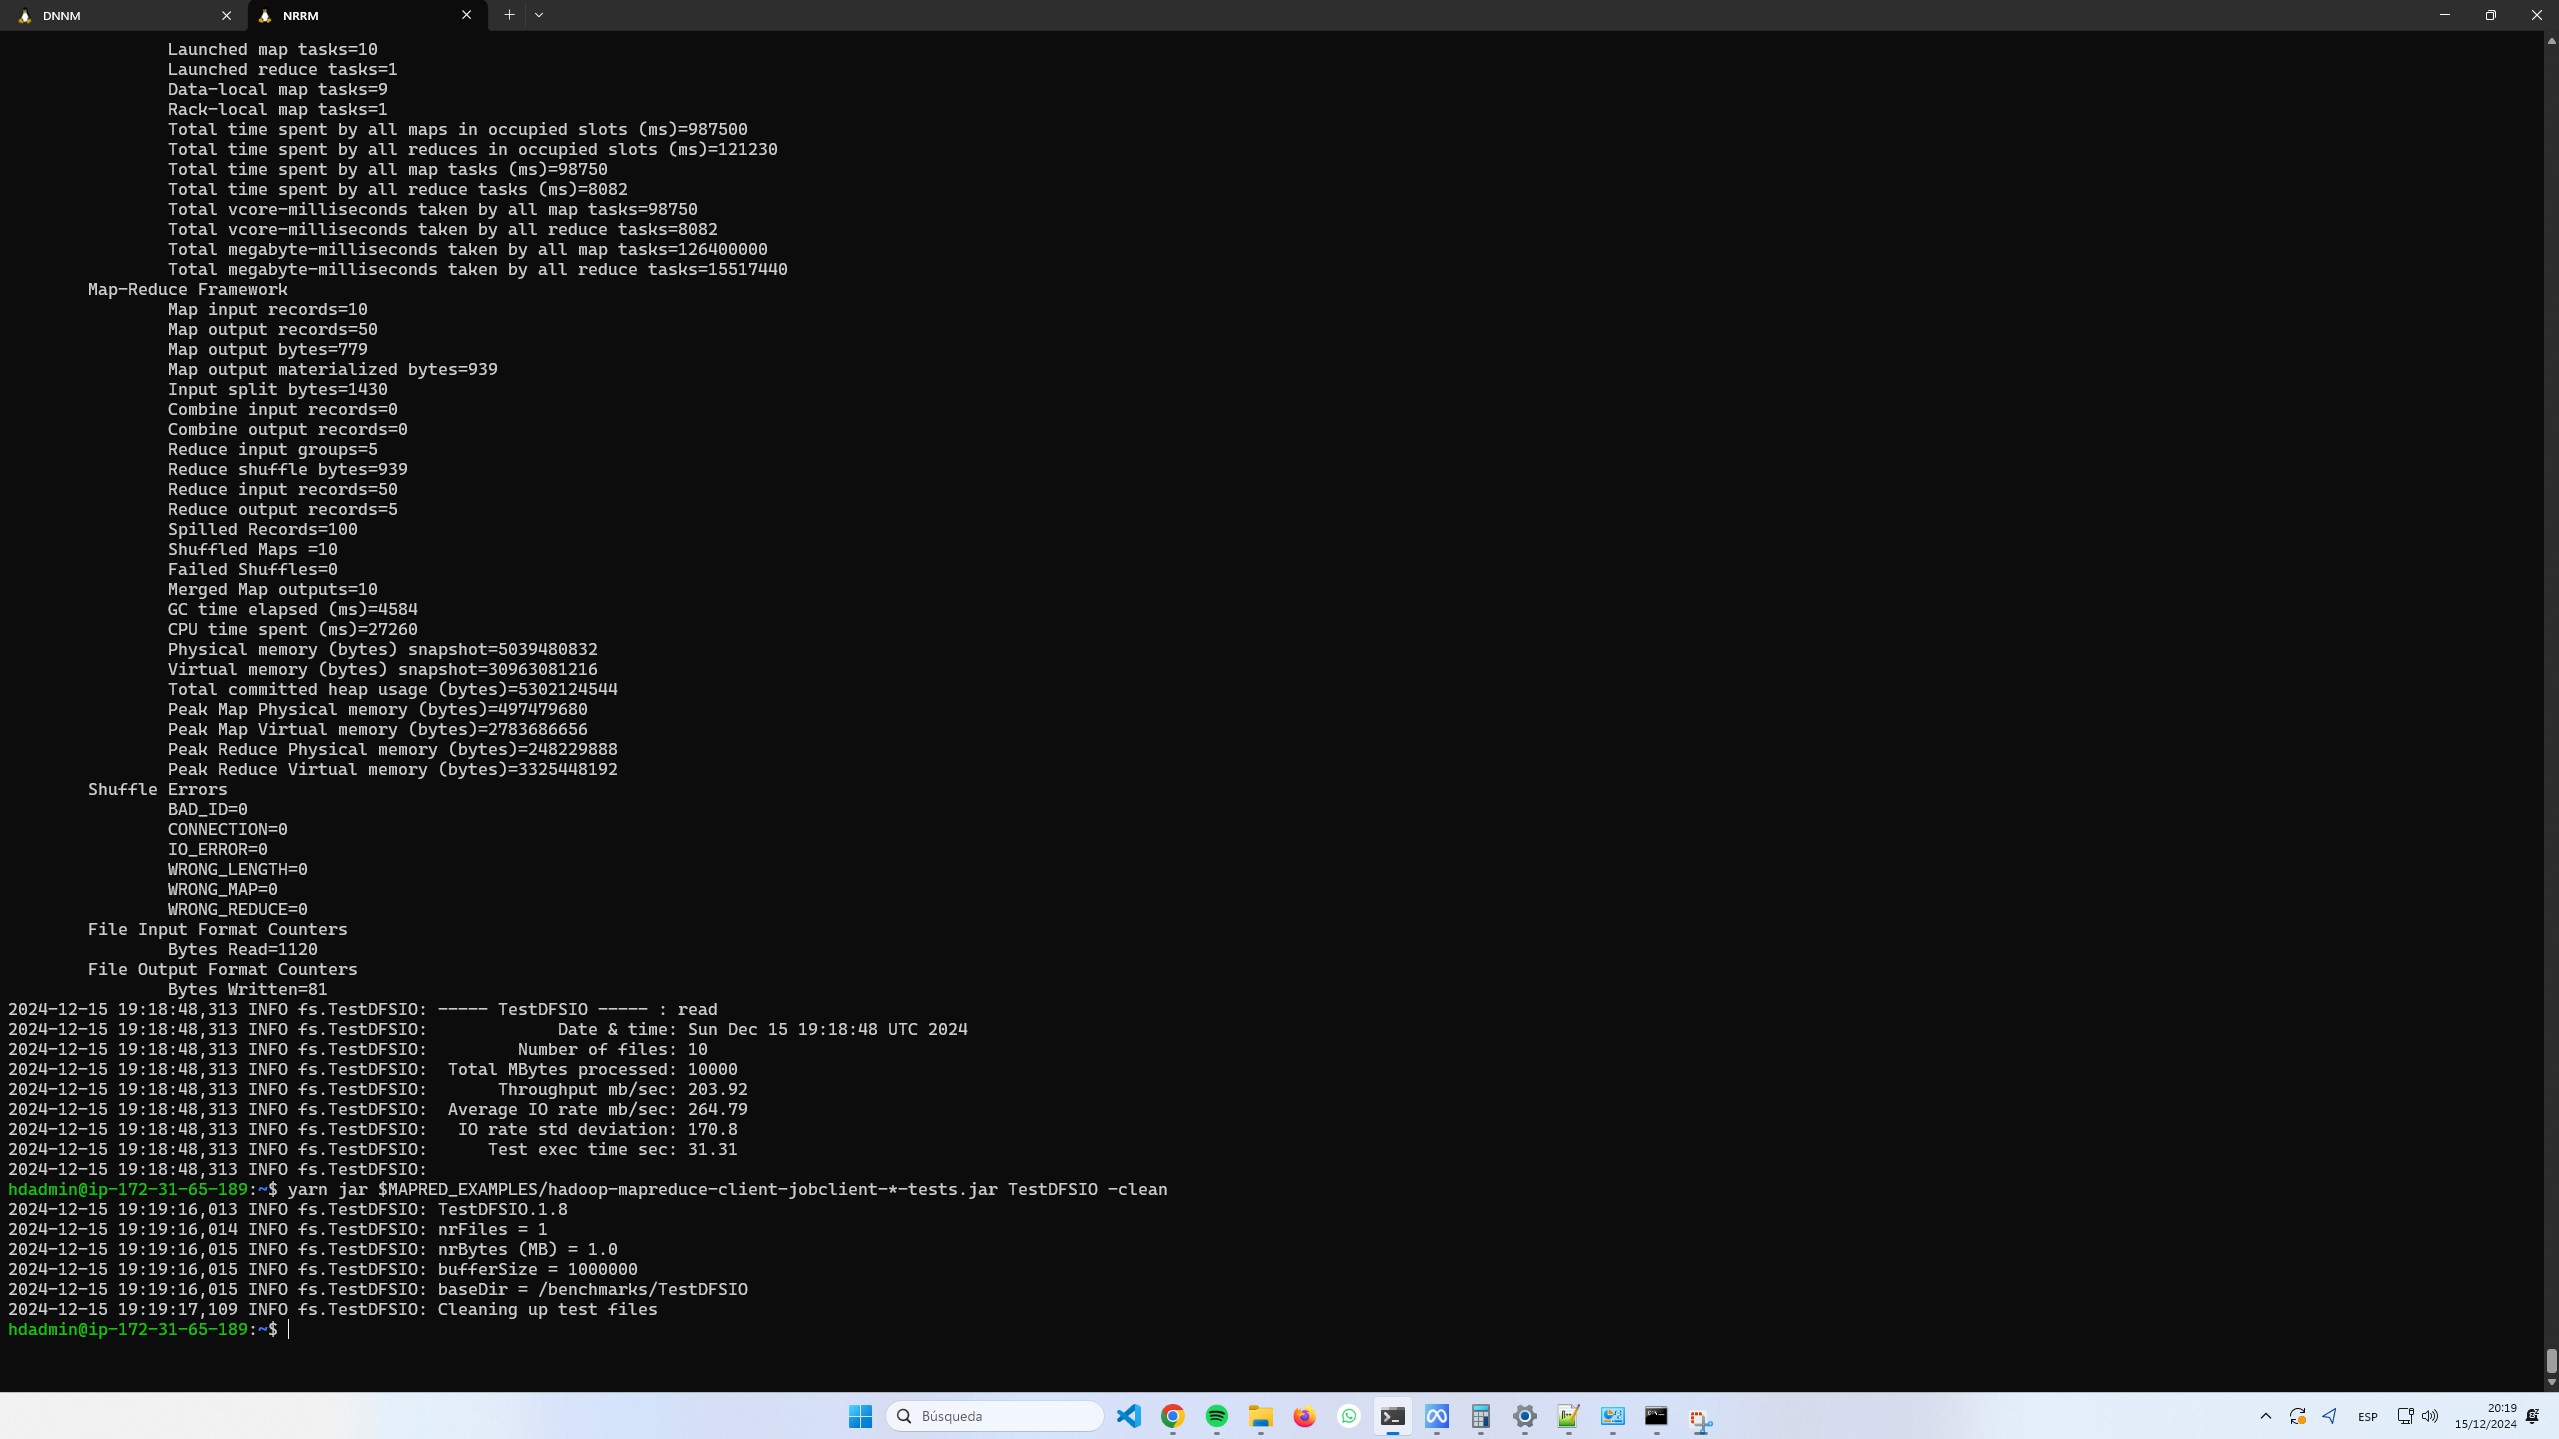 DNNM
NRRM
Launched map tasks=10
Launched reduce tasks=1
Data-local map tasks=9
Rack-local map tasks=1
Total time spent by all maps in occupied slots (ms)=987500
Total time spent by all reduces in occupied slots (ms)=121230
Total time spent by all map tasks (ms)=98750
Total time spent by all reduce tasks (ms)=8082
Total vcore-milliseconds taken by all map tasks=98750
Total vcore-milliseconds taken by all reduce tasks=8082
Total megabyte-milliseconds taken by all map tasks=126400000
Total megabyte-milliseconds taken by all reduce tasks=15517440
Map-Reduce Framework
Map input records=10
Map output records=50
Map output bytes=779
Map output materialized bytes=939
Input split bytes=1430
Combine input records=0
Combine output records=0
Reduce input groups=5
Reduce shuffle bytes=939
Reduce input records=50
Reduce output records=5
Spilled Records=100
Shuffled Maps =10
Failed Shuffles=0
Merged Map outputs=10
GC time elapsed (ms)=4584
CPU time spent (ms)=27260
Physical memory (bytes) snapshot=5039480832
Virtual memory (bytes) snapshot=30963081216
Total committed heap usage (bytes)=5302124544
Peak Map Physical memory (bytes)=497479680
Peak Map Virtual memory (bytes)=2783686656
Peak Reduce Physical memory (bytes)=248229888
Peak Reduce Virtual memory (bytes)=3325448192
Shuffle Errors
BAD_ID=0
CONNECTION=0
IO_ERROR=0
WRONG_LENGTH=0
WRONG_MAP=0
WRONG_REDUCE=0
File Input Format Counters
Bytes Read=1120
File Output Format Counters
Bytes Written=81
2024-12-15 19:18:48,313 INFO fs.TestDFSIO: ----- TestDFSIO ----- : read
2024-12-15 19:18:48,313 INFO fs.TestDFSIO:             Date & time: Sun Dec 15 19:18:48 UTC 2024
2024-12-15 19:18:48,313 INFO fs.TestDFSIO:         Number of files: 10
2024-12-15 19:18:48,313 INFO fs.TestDFSIO:  Total MBytes processed: 10000
2024-12-15 19:18:48,313 INFO fs.TestDFSIO:       Throughput mb/sec: 203.92
2024-12-15 19:18:48,313 INFO fs.TestDFSIO:  Average IO rate mb/sec: 264.79
2024-12-15 19:18:48,313 INFO fs.TestDFSIO:   IO rate std deviation: 170.8
2024-12-15 19:18:48,313 INFO fs.TestDFSIO:      Test exec time sec: 31.31
2024-12-15 19:18:48,313 INFO fs.TestDFSIO:
hdadmin@ip-172-31-65-189:~$ yarn jar $MAPRED_EXAMPLES/hadoop-mapreduce-client-jobclient-*-tests.jar TestDFSIO -clean
2024-12-15 19:19:16,013 INFO fs.TestDFSIO: TestDFSIO.1.8
2024-12-15 19:19:16,014 INFO fs.TestDFSIO: nrFiles = 1
2024-12-15 19:19:16,015 INFO fs.TestDFSIO: nrBytes (MB) = 1.0
2024-12-15 19:19:16,015 INFO fs.TestDFSIO: bufferSize = 1000000
2024-12-15 19:19:16,015 INFO fs.TestDFSIO: baseDir = /benchmarks/TestDFSIO
2024-12-15 19:19:17,109 INFO fs.TestDFSIO: Cleaning up test files
hdadmin@ip-172-31-65-189:~$
Búsqueda
ESP
20:19
15/12/2024